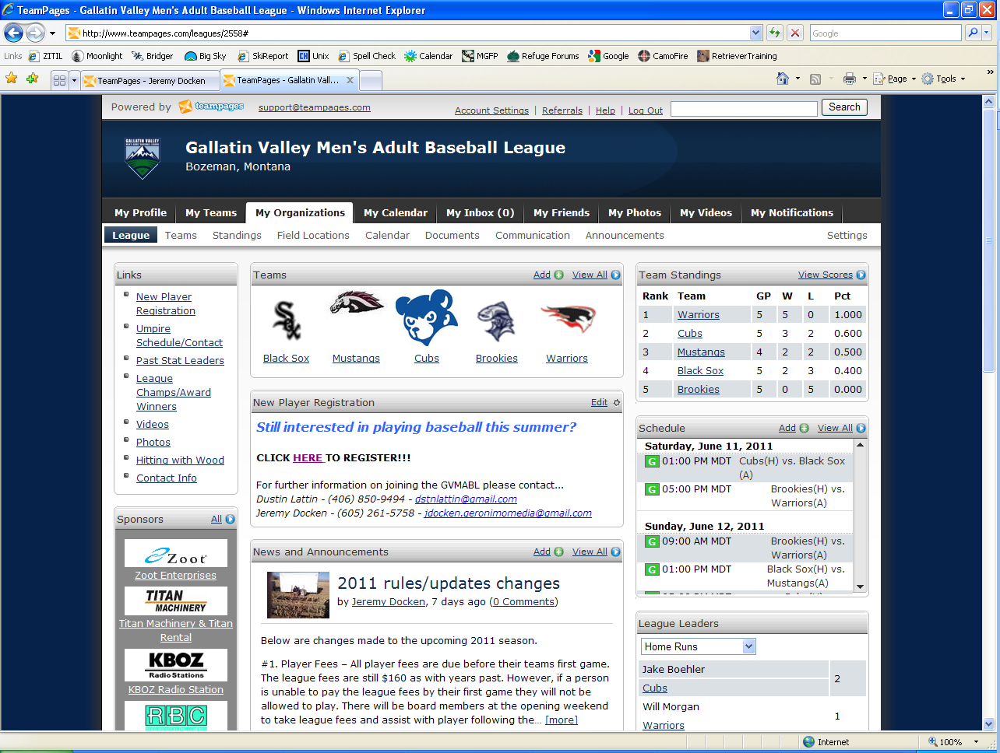 TeamPages - Gallatin Valley Men's Adult Baseball League - Windows Internet Explorer
http://www.teampages.com/leagues/2558#
Google
Links ZITIL Moonlight Bridger Big Sky SkiReport Unix Spell Check Calendar MGFP Refuge Forums Google CamoFire RetrieverTraining
TeamPages - Jeremy Docken
TeamPages - Gallatin Vall...
Page Tools
Powered by teampages support@teampages.com
Account Settings | Referrals | Help | Log Out
Search
GALLATIN VALLEY
Gallatin Valley Men's Adult Baseball League
Bozeman, Montana
My Profile My Teams My Organizations My Calendar My Inbox (0) My Friends My Photos My Videos My Notifications
League Teams Standings Field Locations Calendar Documents Communication Announcements Settings
Links
New Player
Registration
Umpire
Schedule/Contact
Past Stat Leaders
League
Champs/Award
Winners
Videos
Photos
Hitting with Wood
Contact Info
Sponsors All
Zoot
Zoot Enterprises
TITAN
MACHINERY
Titan Machinery & Titan
Rental
KBOZ
Radio Stations
KBOZ Radio Station
RBC
Teams Add View All
Sox
Black Sox Mustangs Cubs Brookies Warriors
New Player Registration Edit
Still interested in playing baseball this summer?
CLICK HERE TO REGISTER!!!
For further information on joining the GVMABL please contact...
Dustin Lattin - (406) 850-9494 - dstnlattin@gmail.com
Jeremy Docken - (605) 261-5758 - jdocken.geronimomedia@gmail.com
News and Announcements Add View All
2011 rules/updates changes
by Jeremy Docken, 7 days ago (0 Comments)
Below are changes made to the upcoming 2011 season.
#1. Player Fees – All player fees are due before their teams first game.
The league fees are still $160 as with years past. However, if a person
is unable to pay the league fees by their first game they will not be
allowed to play. There will be board members at the opening weekend
to take league fees and assist with player following the... [more]
Team Standings View Scores
Rank Team GP W L Pct
1 Warriors 5 5 0 1.000
2 Cubs 5 3 2 0.600
3 Mustangs 4 2 2 0.500
4 Black Sox 5 2 3 0.400
5 Brookies 5 0 5 0.000
Schedule Add View All
Saturday, June 11, 2011
G 01:00 PM MDT Cubs(H) vs. Black Sox
(A)
G 05:00 PM MDT Brookies(H) vs.
Warriors(A)
Sunday, June 12, 2011
G 09:00 AM MDT Brookies(H) vs.
Warriors(A)
G 01:00 PM MDT Black Sox(H) vs.
Mustangs(A)
League Leaders
Home Runs
Jake Boehler
Cubs
2
Will Morgan
Warriors
1
Internet 100%